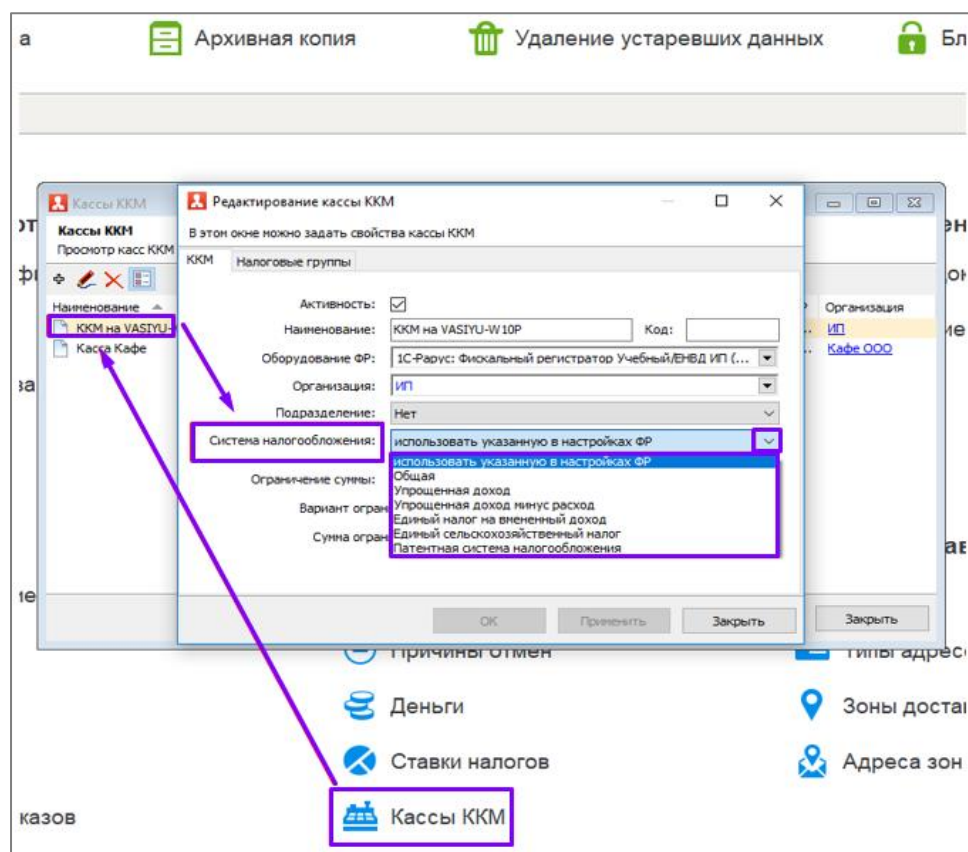 а
Архивная копия
Удаление устаревших данных
Бл
Кассы ККМ
Кассы ККМ
Просмотр касс ККМ
Наименование
ККМ на VASIYU-
Касса Кафе
Редактирование кассы ККМ
В этом окне можно задать свойства кассы ККМ
ККМ Налоговые группы
Активность:
Наименование: ККМ на VASIYU-W10P Код:
Оборудование ФР: 1С-Рарус: Фискальный регистратор Учебный/ЕНВД ИП (...
Организация: ИП
Подразделение: Нет
Система налогообложения: использовать указанную в настройках ФР
использовать указанную в настройках ФР
Общая
Упрощенная доход
Упрощенная доход минус расход
Единый налог на вмененный доход
Единый сельскохозяйственный налог
Патентная система налогообложения
Ограничение суммы:
Вариант огран
Сумма огран
ОК Применить Закрыть
Организация
ИП
Кафе ООО
Закрыть
Причины отмен
Типы адресо
Деньги
Зоны достав
Ставки налогов
Адреса зон
казов
Кассы ККМ